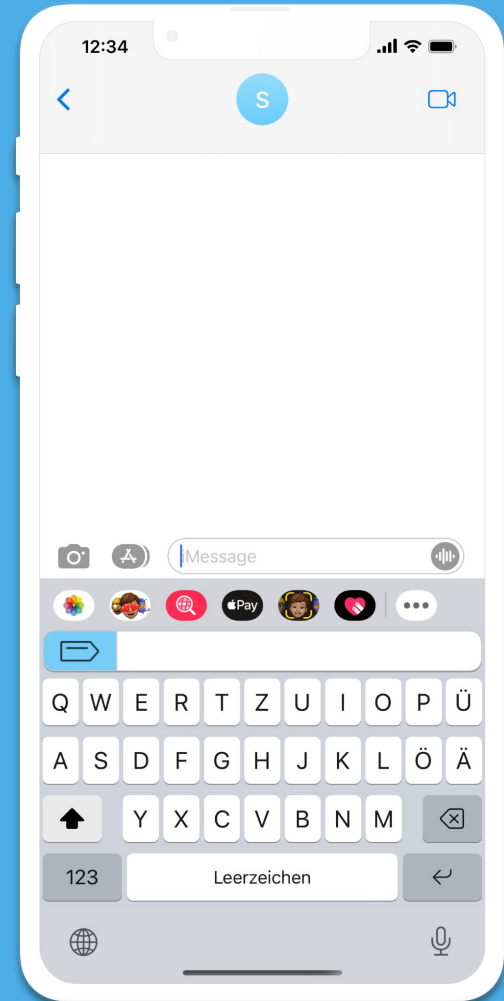 12:34
S
iMessage
Pay
Q W E R T Z U I O P Ü
A S D F G H J K L Ö Ä
Y X C V B N M
123 Leerzeichen